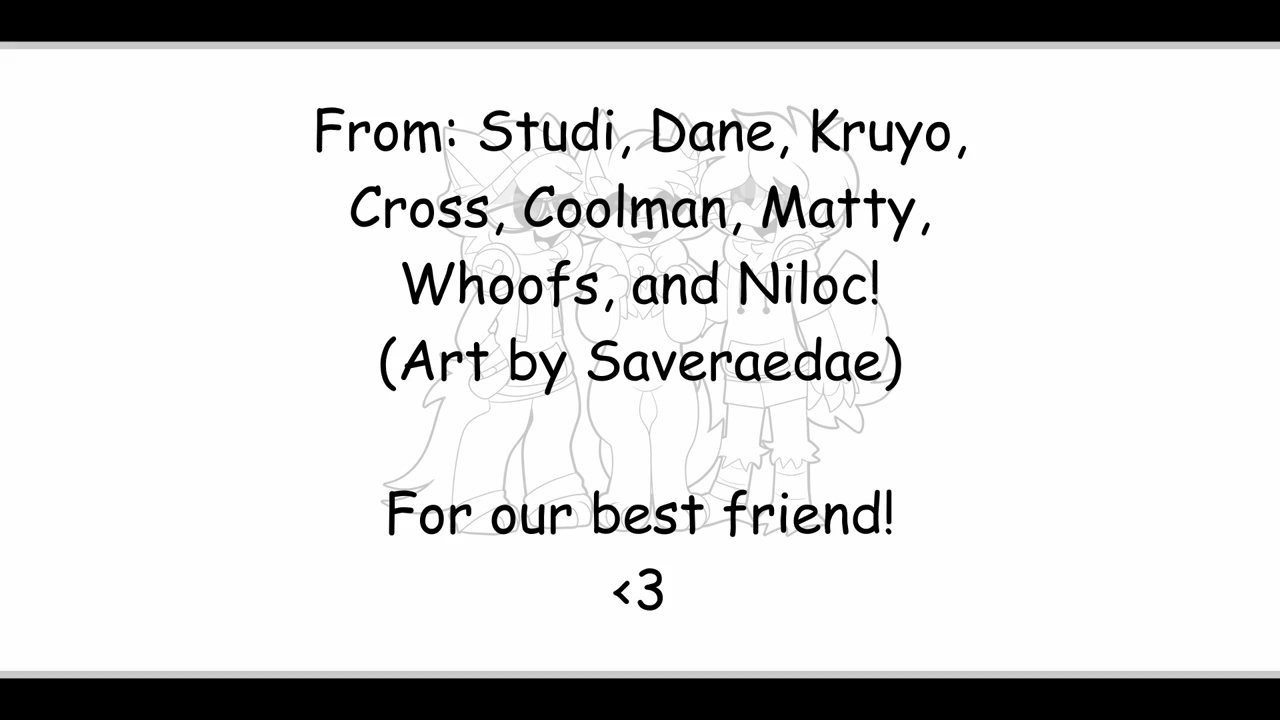 From: Studi, Dane, Kruyo,
Cross, Coolman, Matty,
Whoofs, and Niloc!
(Art by Saveraedae)
For our best friend!
<3